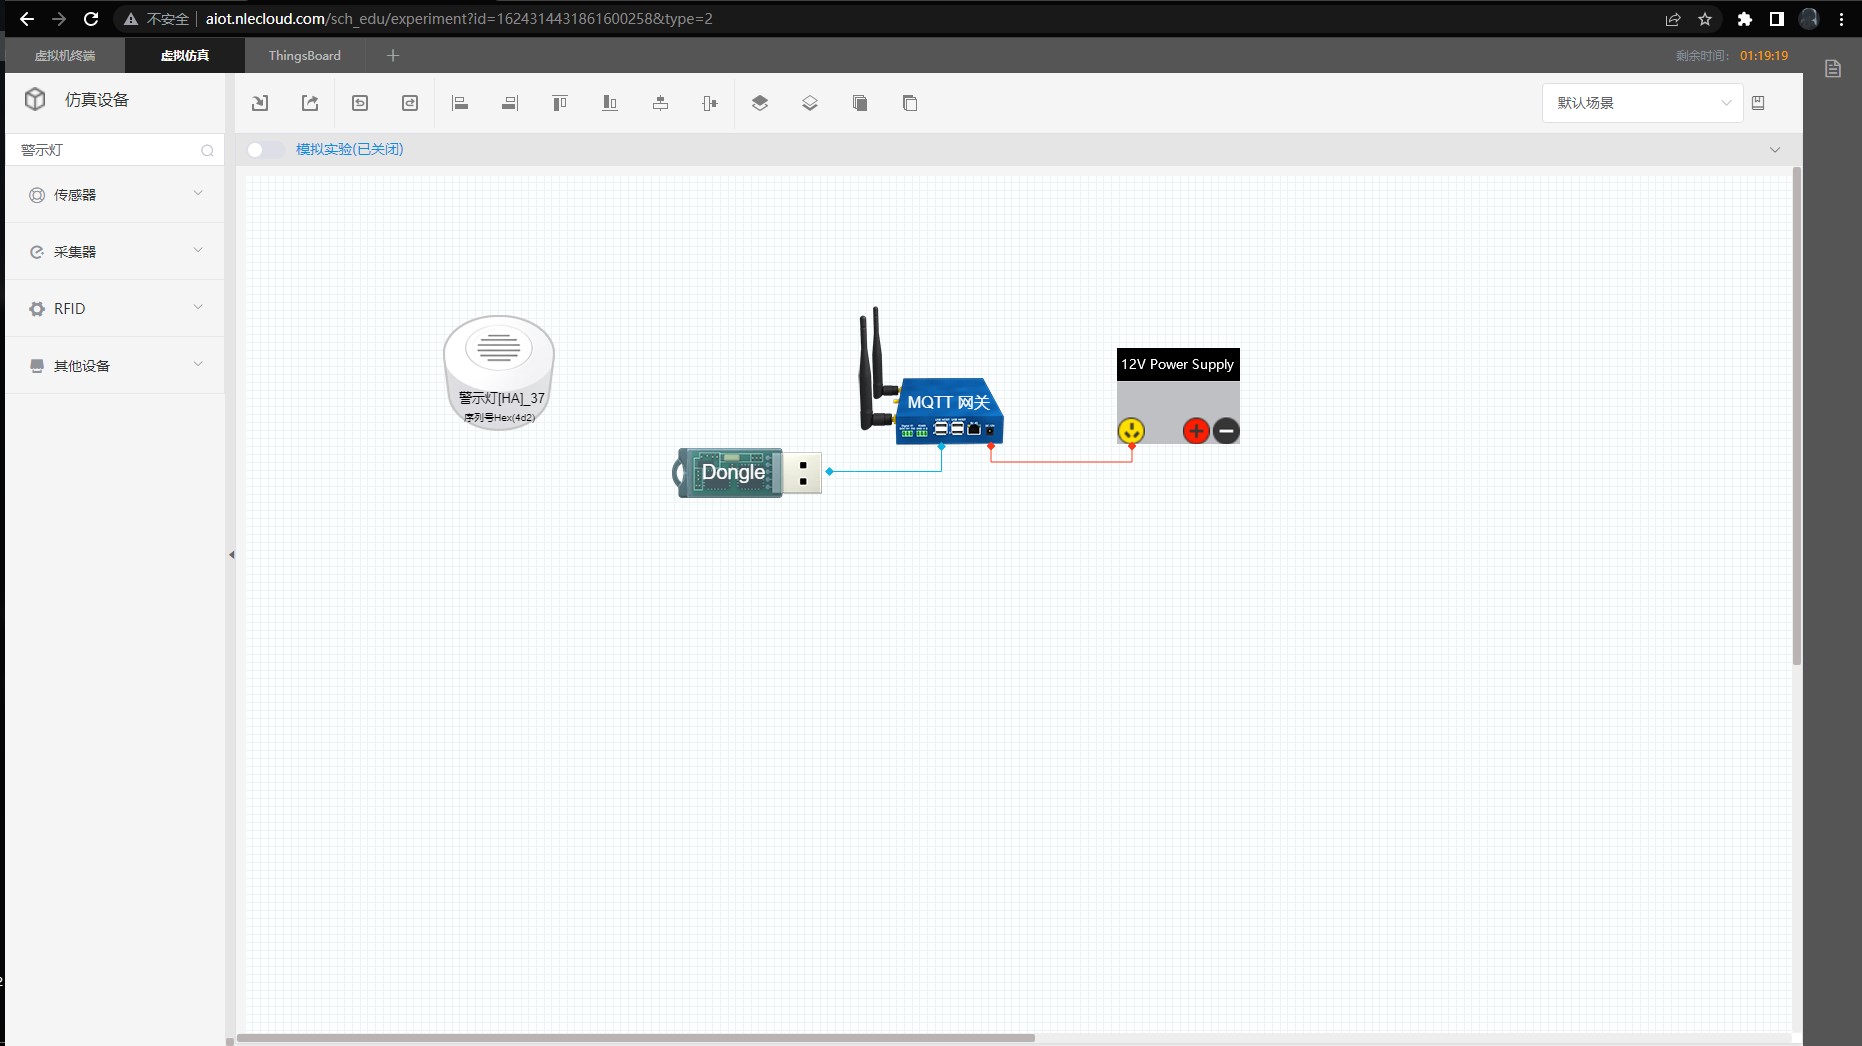 不安全
aiot.nlecloud.com/sch_edu/experiment?id=1624314431861600258&type=2
虚拟机终端
虚拟仿真
ThingsBoard
剩余时间:
01:19:19
仿真设备
默认场景
警示灯
模拟实验(已关闭)
传感器
采集器
RFID
其他设备
警示灯[HA]_37
序列号Hex(4d2)
MQTT 网关
12V Power Supply
Dongle